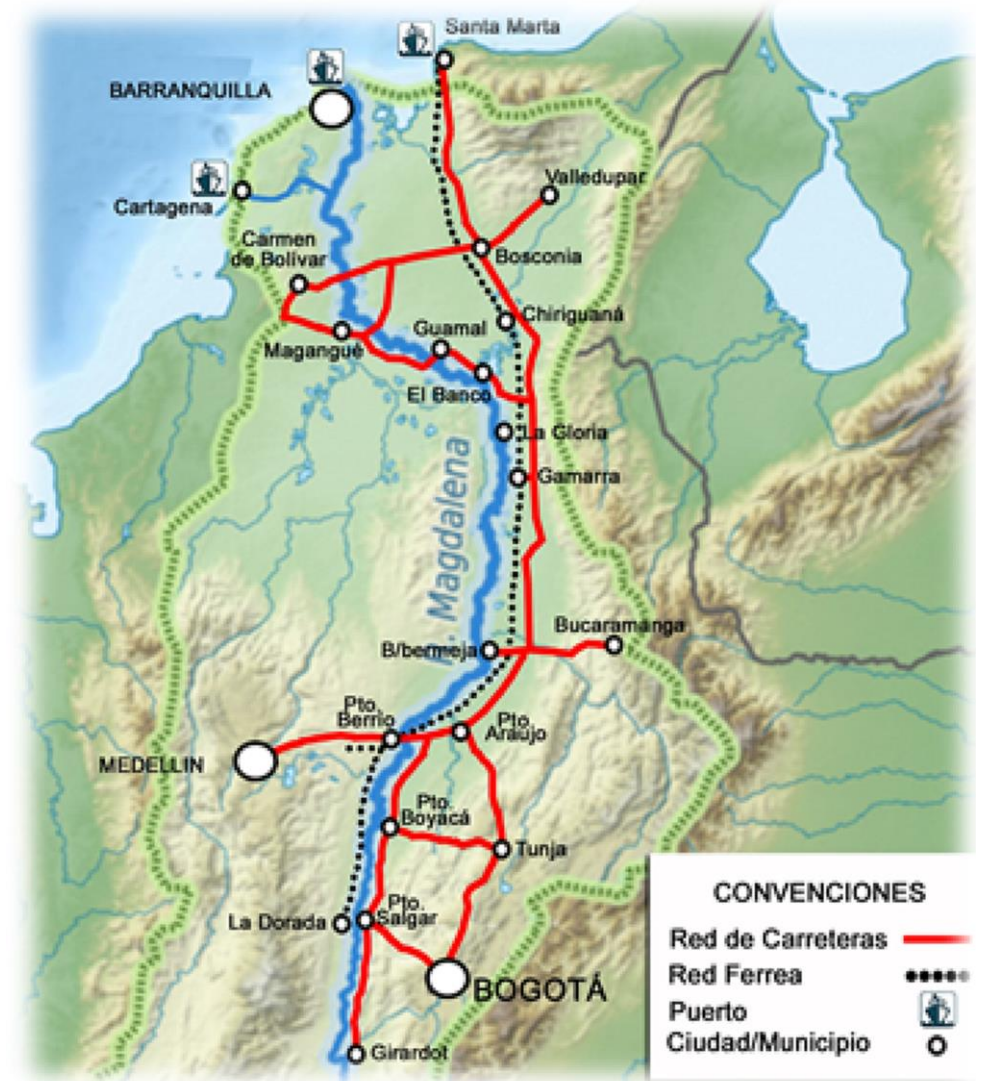 Santa Marta
BARRANQUILLA
Valledupar
Cartagena
Carmen
de Bolívar
Bosconia
Chiriguaná
Guamal
Magangué
El Banco
La Gloria
Magdalena
Gamarra
Bucaramanga
B/bermeja
Pto.
Berrio
Pto.
Araujo
MEDELLIN
Pto.
Boyacá
Tunja
CONVENCIONES
Pto.
Salgar
La Dorada
Red de Carreteras
Red Ferrea
BOGOTÁ
Puerto
Ciudad/Municipio
Girardot